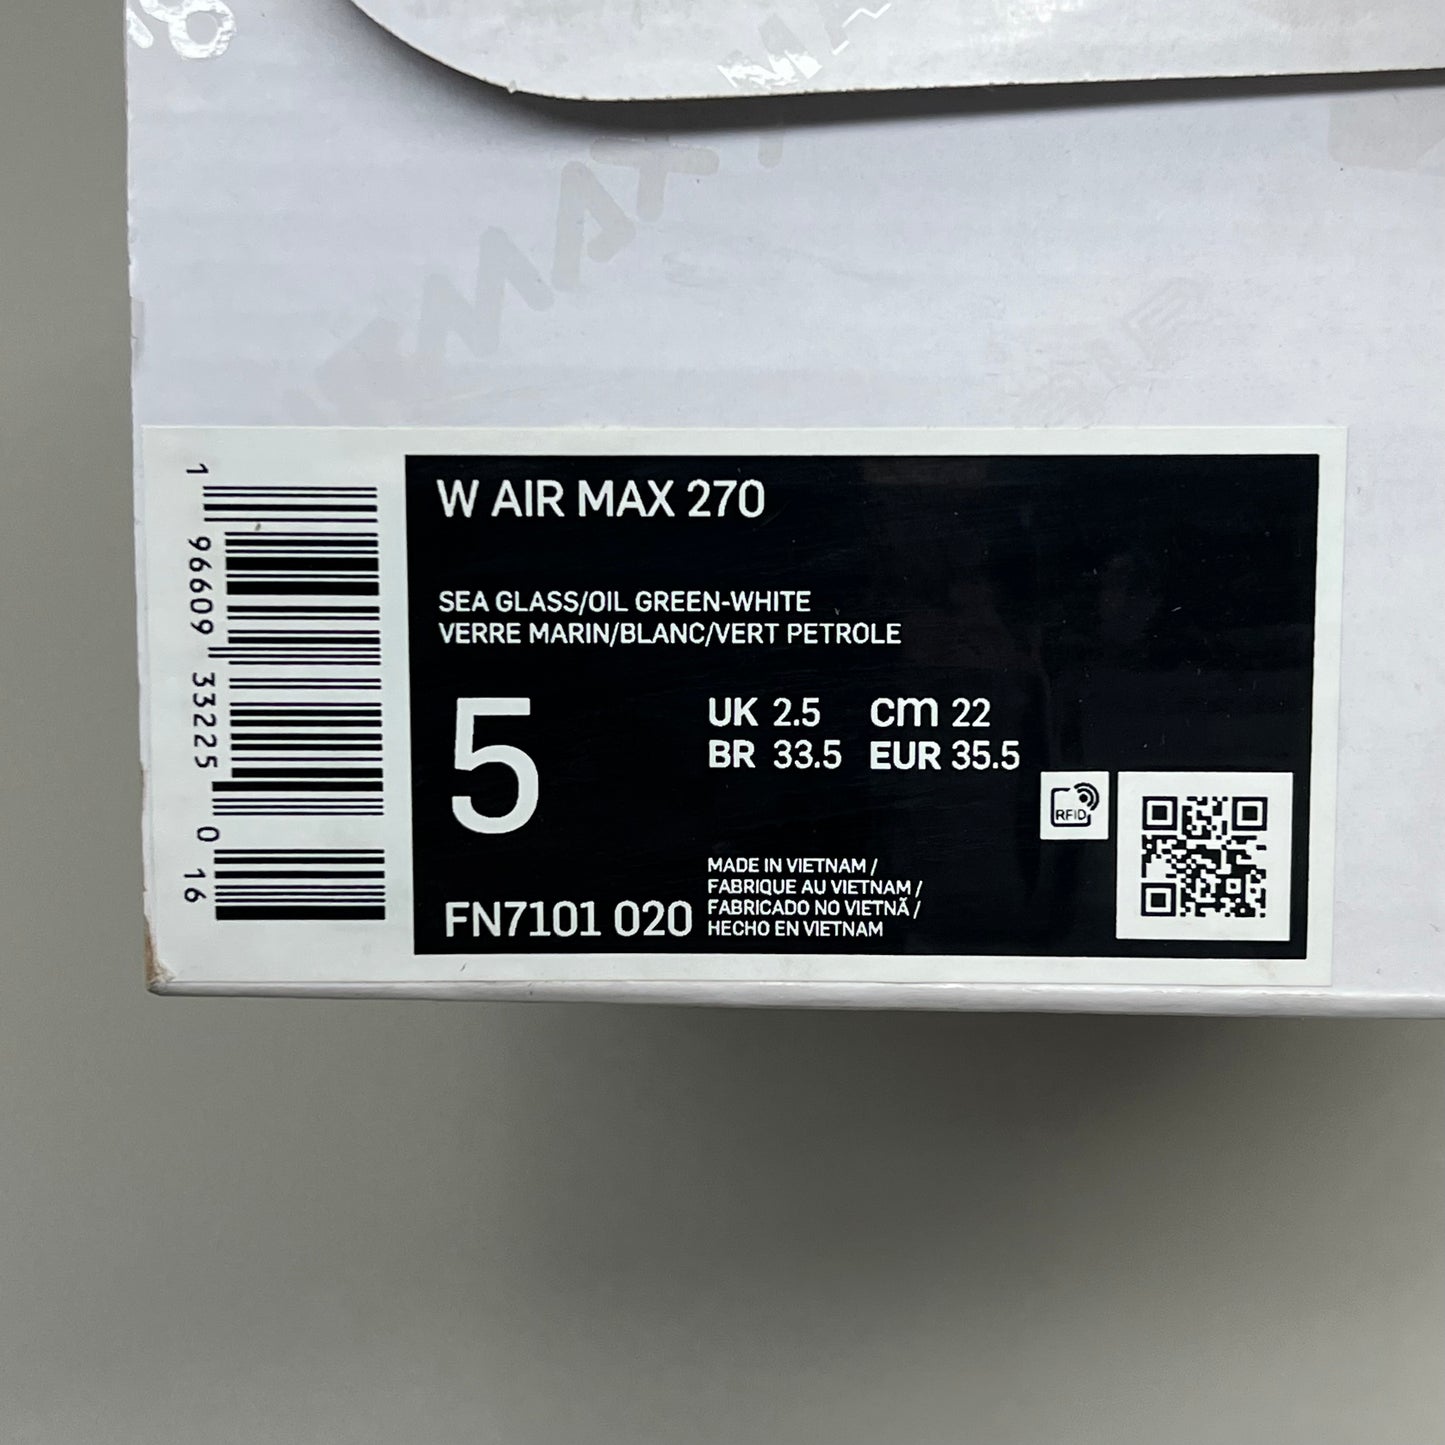 W AIR MAX 270
SEA GLASS/OIL GREEN-WHITE
VERRE MARIN/BLANC/VERT PETROLE
5
UK 2.5 cm 22
BR 33.5 EUR 35.5
RFID
MADE IN VIETNAM /
FABRIQUE AU VIETNAM /
FABRICADO NO VIETNÃ /
HECHO EN VIETNAM
FN7101 020
1 96609 33225 0 16